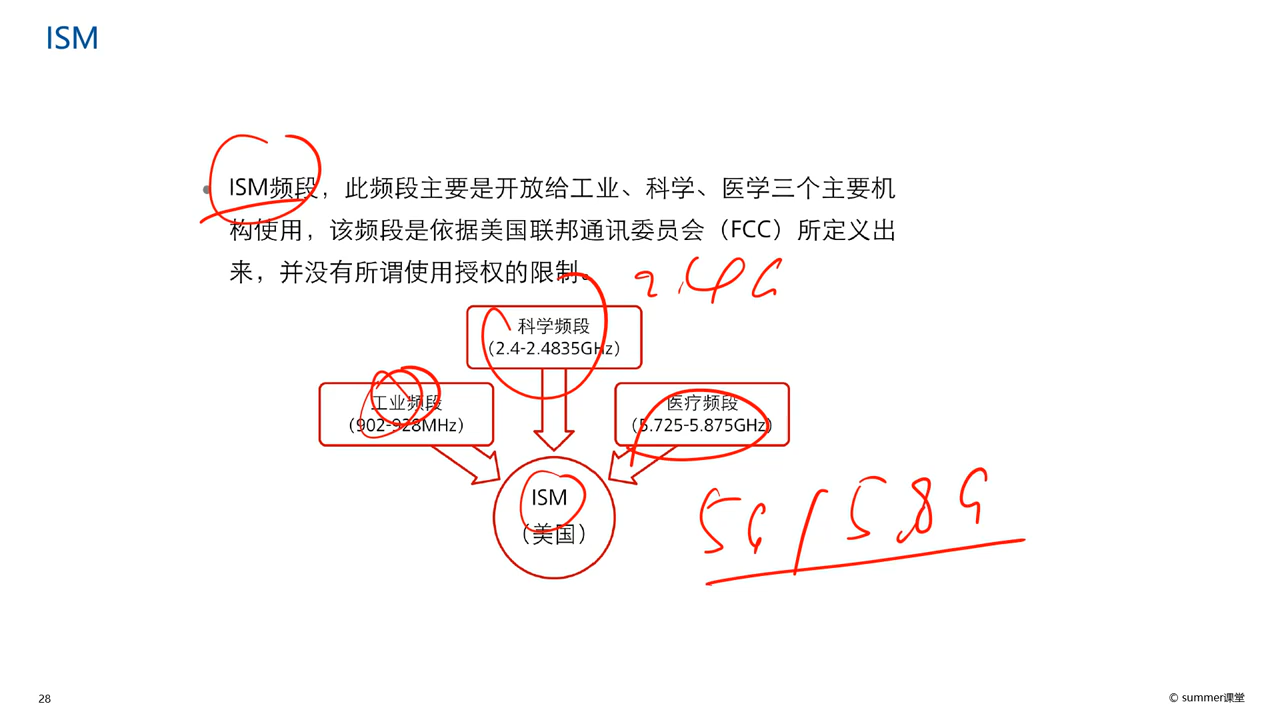 ISM
ISM频段，此频段主要是开放给工业、科学、医学三个主要机
构使用，该频段是依据美国联邦通讯委员会（FCC）所定义出
来，并没有所谓使用授权的限制。
2.4G
科学频段
（2.4-2.4835GHz）
工业频段
（902-928MHz）
医疗频段
（5.725-5.875GHz）
ISM
（美国）
5G/5.8G
28
© summer课堂